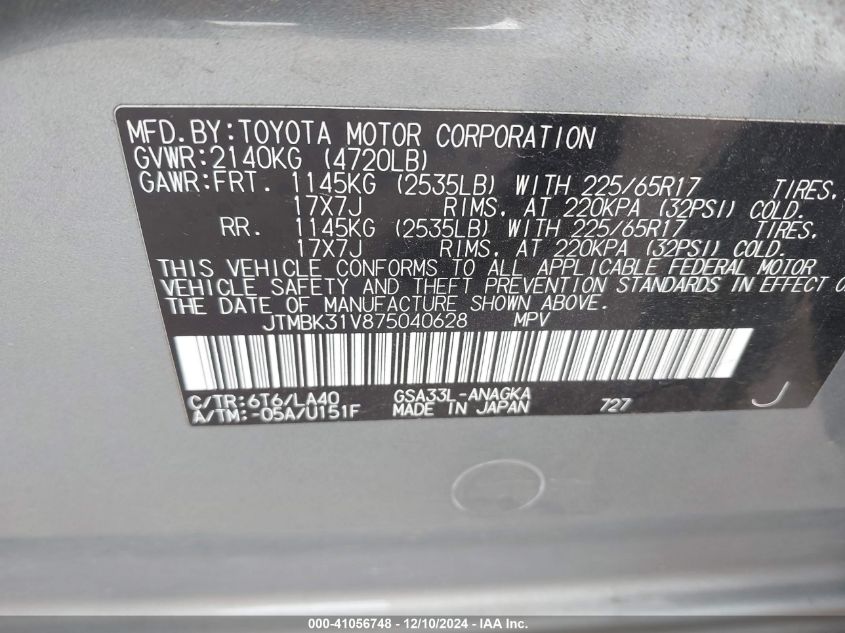 MFD.BY:TOYOTA MOTOR CORPORATION
GVWR:2140KG (4720LB)
GAWR:FRT. 1145KG (2535LB) WITH 225/65R17 TIRES,
17X7J RIMS, AT 220KPA (32PSI) COLD.
RR. 1145KG (2535LB) WITH 225/65R17 TIRES,
17X7J RIMS, AT 220KPA (32PSI) COLD.
THIS VEHICLE CONFORMS TO ALL APPLICABLE FEDERAL MOTOR
VEHICLE SAFETY AND THEFT PREVENTION STANDARDS IN EFFECT O
THE DATE OF MANUFACTURE SHOWN ABOVE.
JTMBK31V875040628 MPV
C/TR:6T6/LA40 GSA33L-ANAGKA
A/TM:-05A/U151F MADE IN JAPAN 727 J
000-41056748 - 12/10/2024 - IAA Inc.